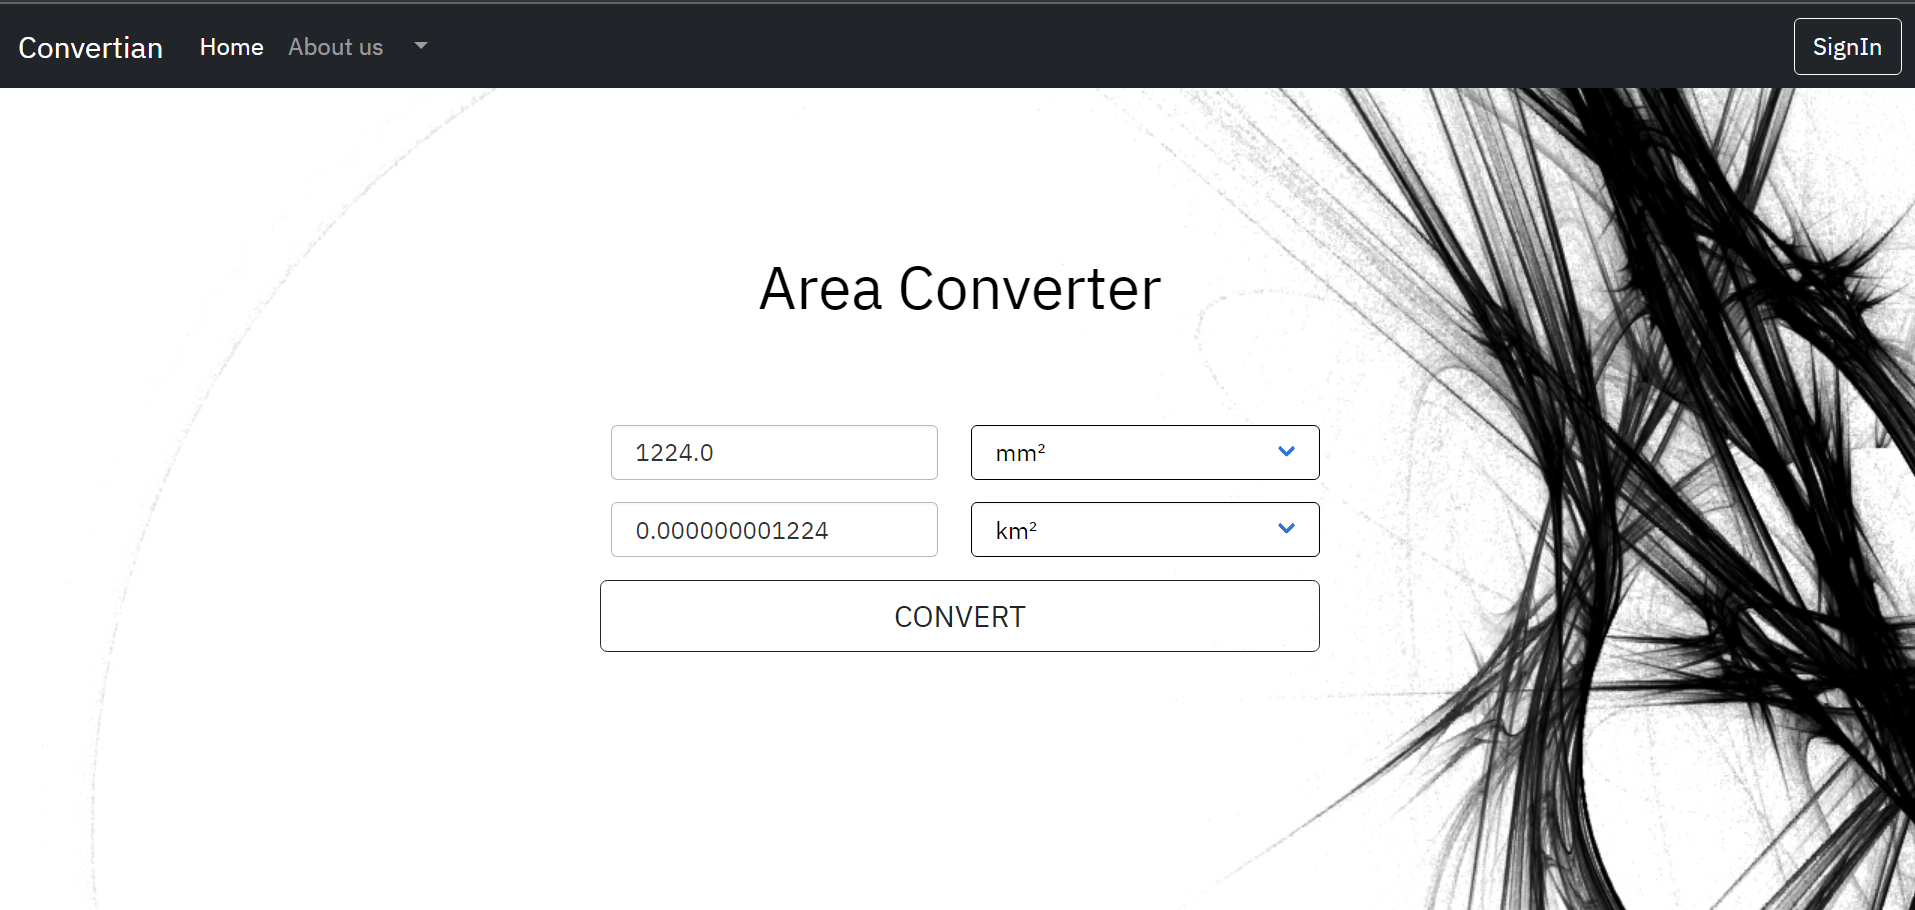 Convertian Home About us SignIn
Area Converter
1224.0 mm²
0.000000001224 km²
CONVERT